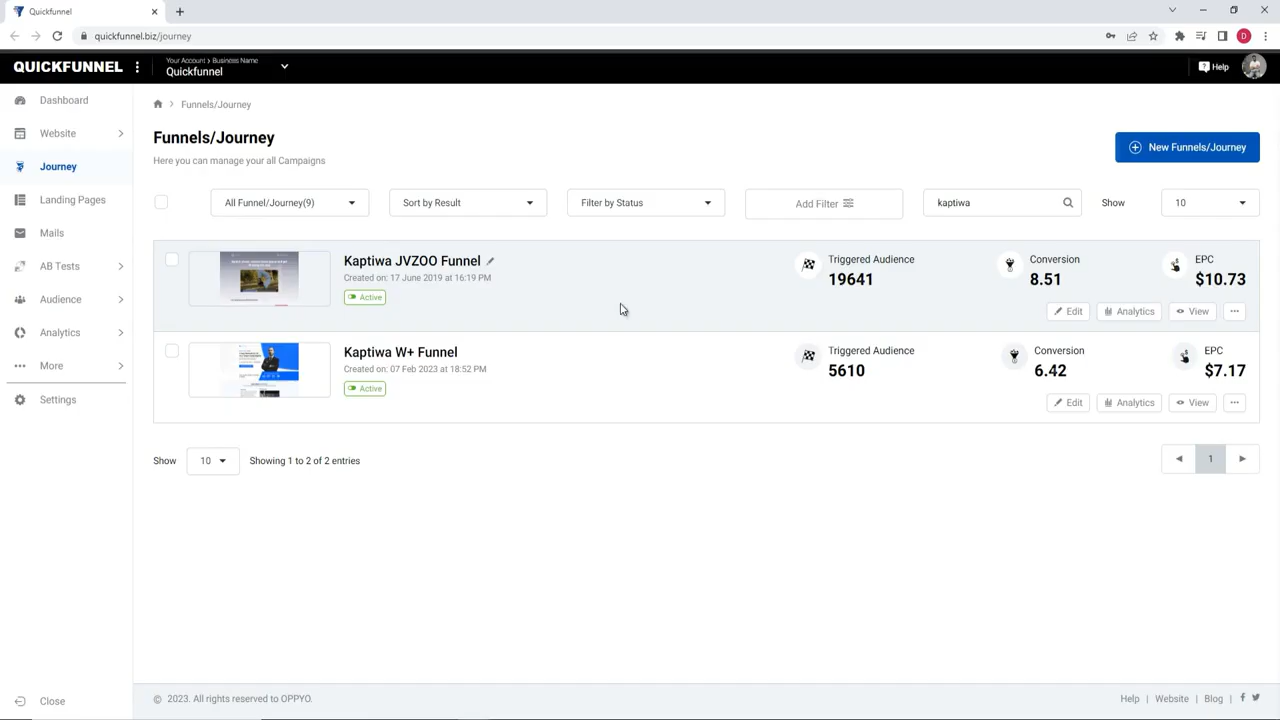 Quickfunnel
quickfunnel.biz/journey
D
QUICKFUNNEL
Your Account > Business Name
Quickfunnel
Help
Dashboard
Website
Journey
Landing Pages
Mails
AB Tests
Audience
Analytics
More
Settings
Close
Funnels/Journey
Funnels/Journey
Here you can manage your all Campaigns
New Funnels/Journey
All Funnel/Journey(9)
Sort by Result
Filter by Status
Add Filter
kaptiwa
Show
10
Kaptiwa JVZOO Funnel
Created on: 17 June 2019 at 16:19 PM
Active
Triggered Audience
19641
Conversion
8.51
EPC
$10.73
Edit
Analytics
View
Kaptiwa W+ Funnel
Created on: 07 Feb 2023 at 18:52 PM
Active
Triggered Audience
5610
Conversion
6.42
EPC
$7.17
Edit
Analytics
View
Show
10
Showing 1 to 2 of 2 entries
1
© 2023. All rights reserved to OPPYO.
Help | Website | Blog |